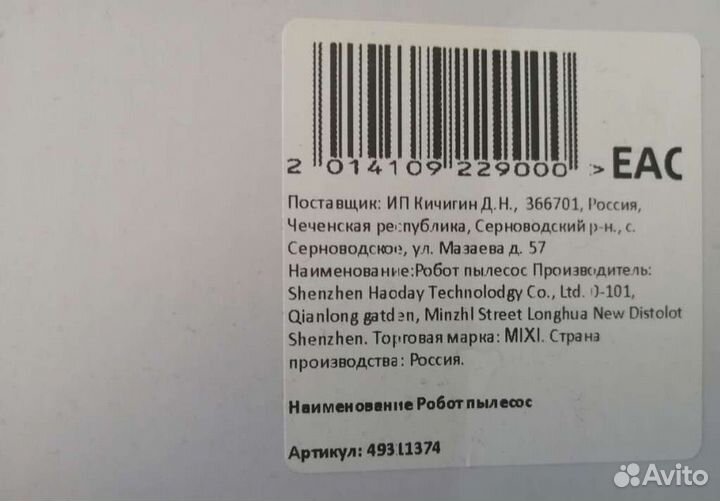 2 014109 229000 > EAC
Поставщик: ИП Кичигин Д.Н., 366701, Россия,
Чеченская республика, Серноводский р-н., с.
Серноводское, ул. Мазаева д. 57
Наименование:Робот пылесос Производитель:
Shenzhen Haoday Technolodgy Co., Ltd. D-101,
Qianlong gatden, Minzhl Street Longhua New Distolot
Shenzhen. Торговая марка: MIXI. Страна
производства: Россия.
Наименование Робот пылесос
Артикул: 49311374
Avito